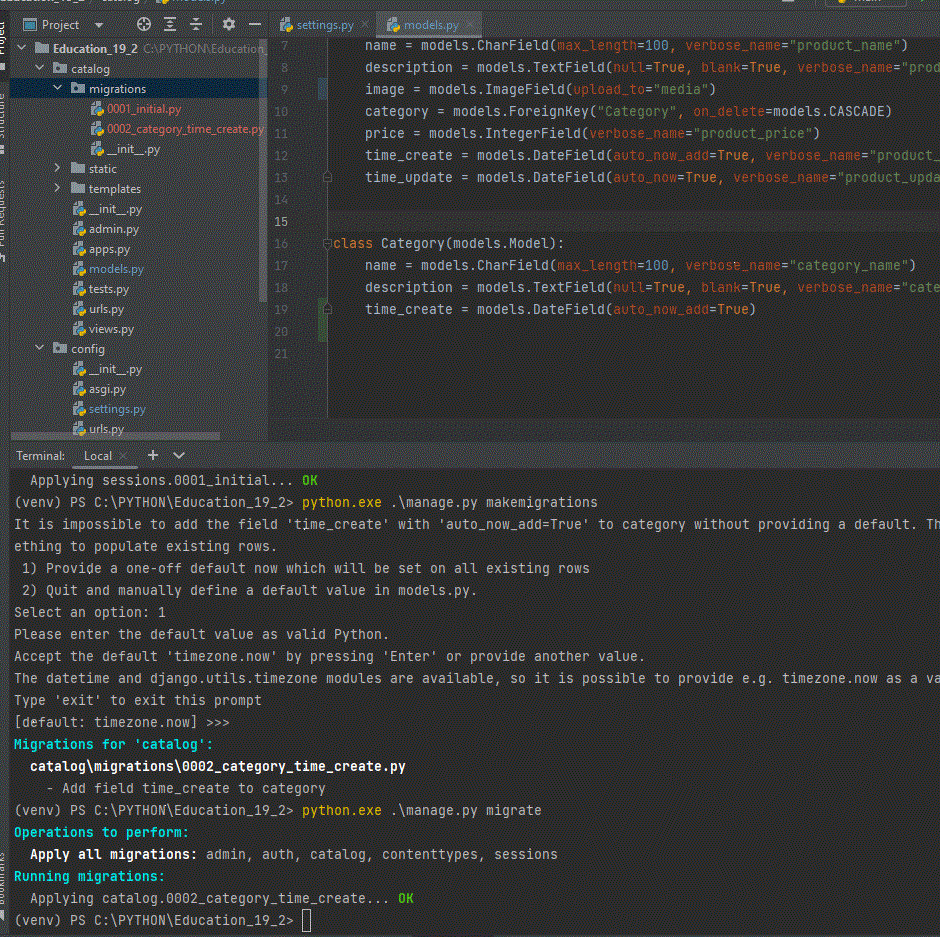 Project
settings.py
models.py
Education_19_2 C:\PYTHON\Education_
catalog
migrations
0001_initial.py
0002_category_time_create.py
__init__.py
static
templates
__init__.py
admin.py
apps.py
models.py
tests.py
urls.py
views.py
config
__init__.py
asgi.py
settings.py
urls.py
7 name = models.CharField(max_length=100, verbose_name="product_name")
8 description = models.TextField(null=True, blank=True, verbose_name="prod
9 image = models.ImageField(upload_to="media")
10 category = models.ForeignKey("Category", on_delete=models.CASCADE)
11 price = models.IntegerField(verbose_name="product_price")
12 time_create = models.DateField(auto_now_add=True, verbose_name="product_
13 time_update = models.DateField(auto_now=True, verbose_name="product_upda
14
15
16 class Category(models.Model):
17 name = models.CharField(max_length=100, verbose_name="category_name")
18 description = models.TextField(null=True, blank=True, verbose_name="cate
19 time_create = models.DateField(auto_now_add=True)
20
21
Terminal: Local
Applying sessions.0001_initial... OK
(venv) PS C:\PYTHON\Education_19_2> python.exe .\manage.py makemigrations
It is impossible to add the field 'time_create' with 'auto_now_add=True' to category without providing a default. Th
ething to populate existing rows.
1) Provide a one-off default now which will be set on all existing rows
2) Quit and manually define a default value in models.py.
Select an option: 1
Please enter the default value as valid Python.
Accept the default 'timezone.now' by pressing 'Enter' or provide another value.
The datetime and django.utils.timezone modules are available, so it is possible to provide e.g. timezone.now as a va
Type 'exit' to exit this prompt
[default: timezone.now] >>>
Migrations for 'catalog':
catalog\migrations\0002_category_time_create.py
- Add field time_create to category
(venv) PS C:\PYTHON\Education_19_2> python.exe .\manage.py migrate
Operations to perform:
Apply all migrations: admin, auth, catalog, contenttypes, sessions
Running migrations:
Applying catalog.0002_category_time_create... OK
(venv) PS C:\PYTHON\Education_19_2>